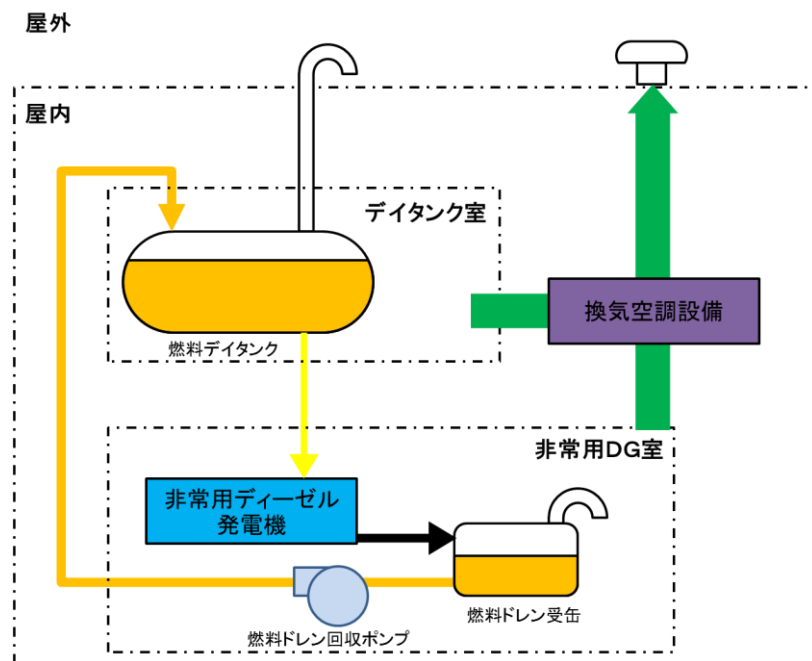 屋外
屋内
デイタンク室
換気空調設備
燃料デイタンク
非常用DG室
非常用ディーゼル
発電機
燃料ドレン受缶
燃料ドレン回収ポンプ